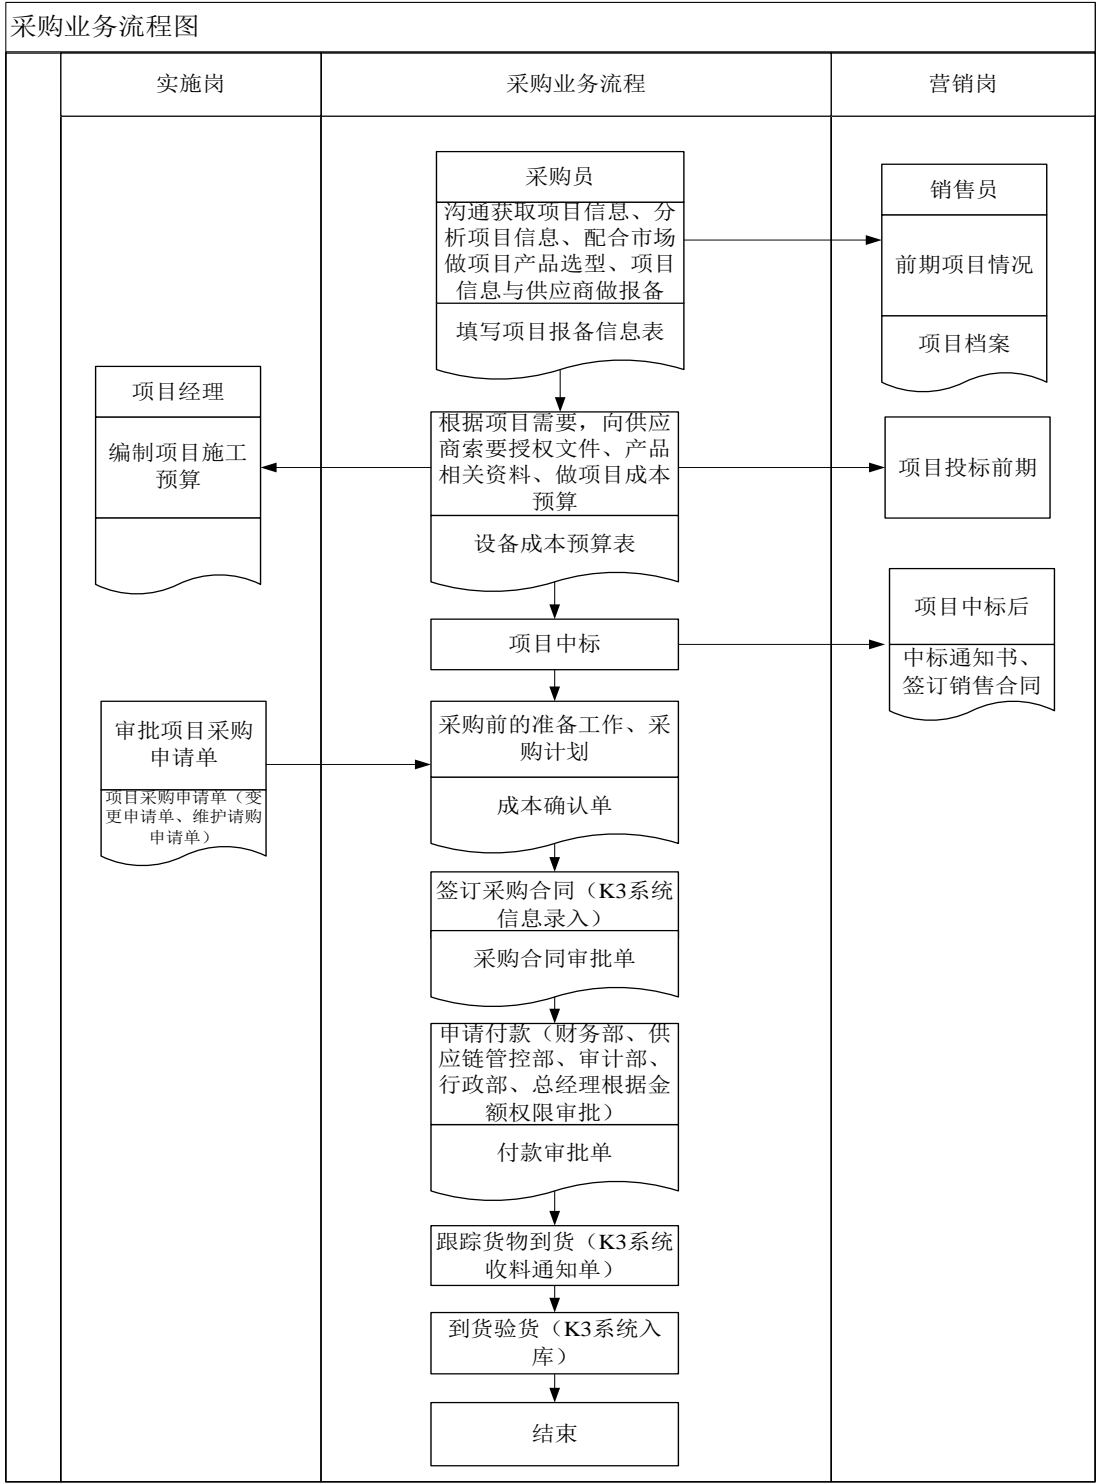 采购业务流程图
实施岗
采购业务流程
营销岗
采购员
沟通获取项目信息、分
析项目信息、配合市场
做项目产品选型、项目
信息与供应商做报备
填写项目报备信息表
销售员
前期项目情况
项目档案
项目经理
编制项目施工
预算
根据项目需要，向供应
商索要授权文件、产品
相关资料、做项目成本
预算
设备成本预算表
项目投标前期
项目中标
项目中标后
中标通知书、
签订销售合同
审批项目采购
申请单
项目采购申请单（变
更申请单、维护请购
申请单）
采购前的准备工作、采
购计划
成本确认单
签订采购合同（K3系统
信息录入）
采购合同审批单
申请付款（财务部、供
应链管控部、审计部、
行政部、总经理根据金
额权限审批）
付款审批单
跟踪货物到货（K3系统
收料通知单）
到货验货（K3系统入
库）
结束